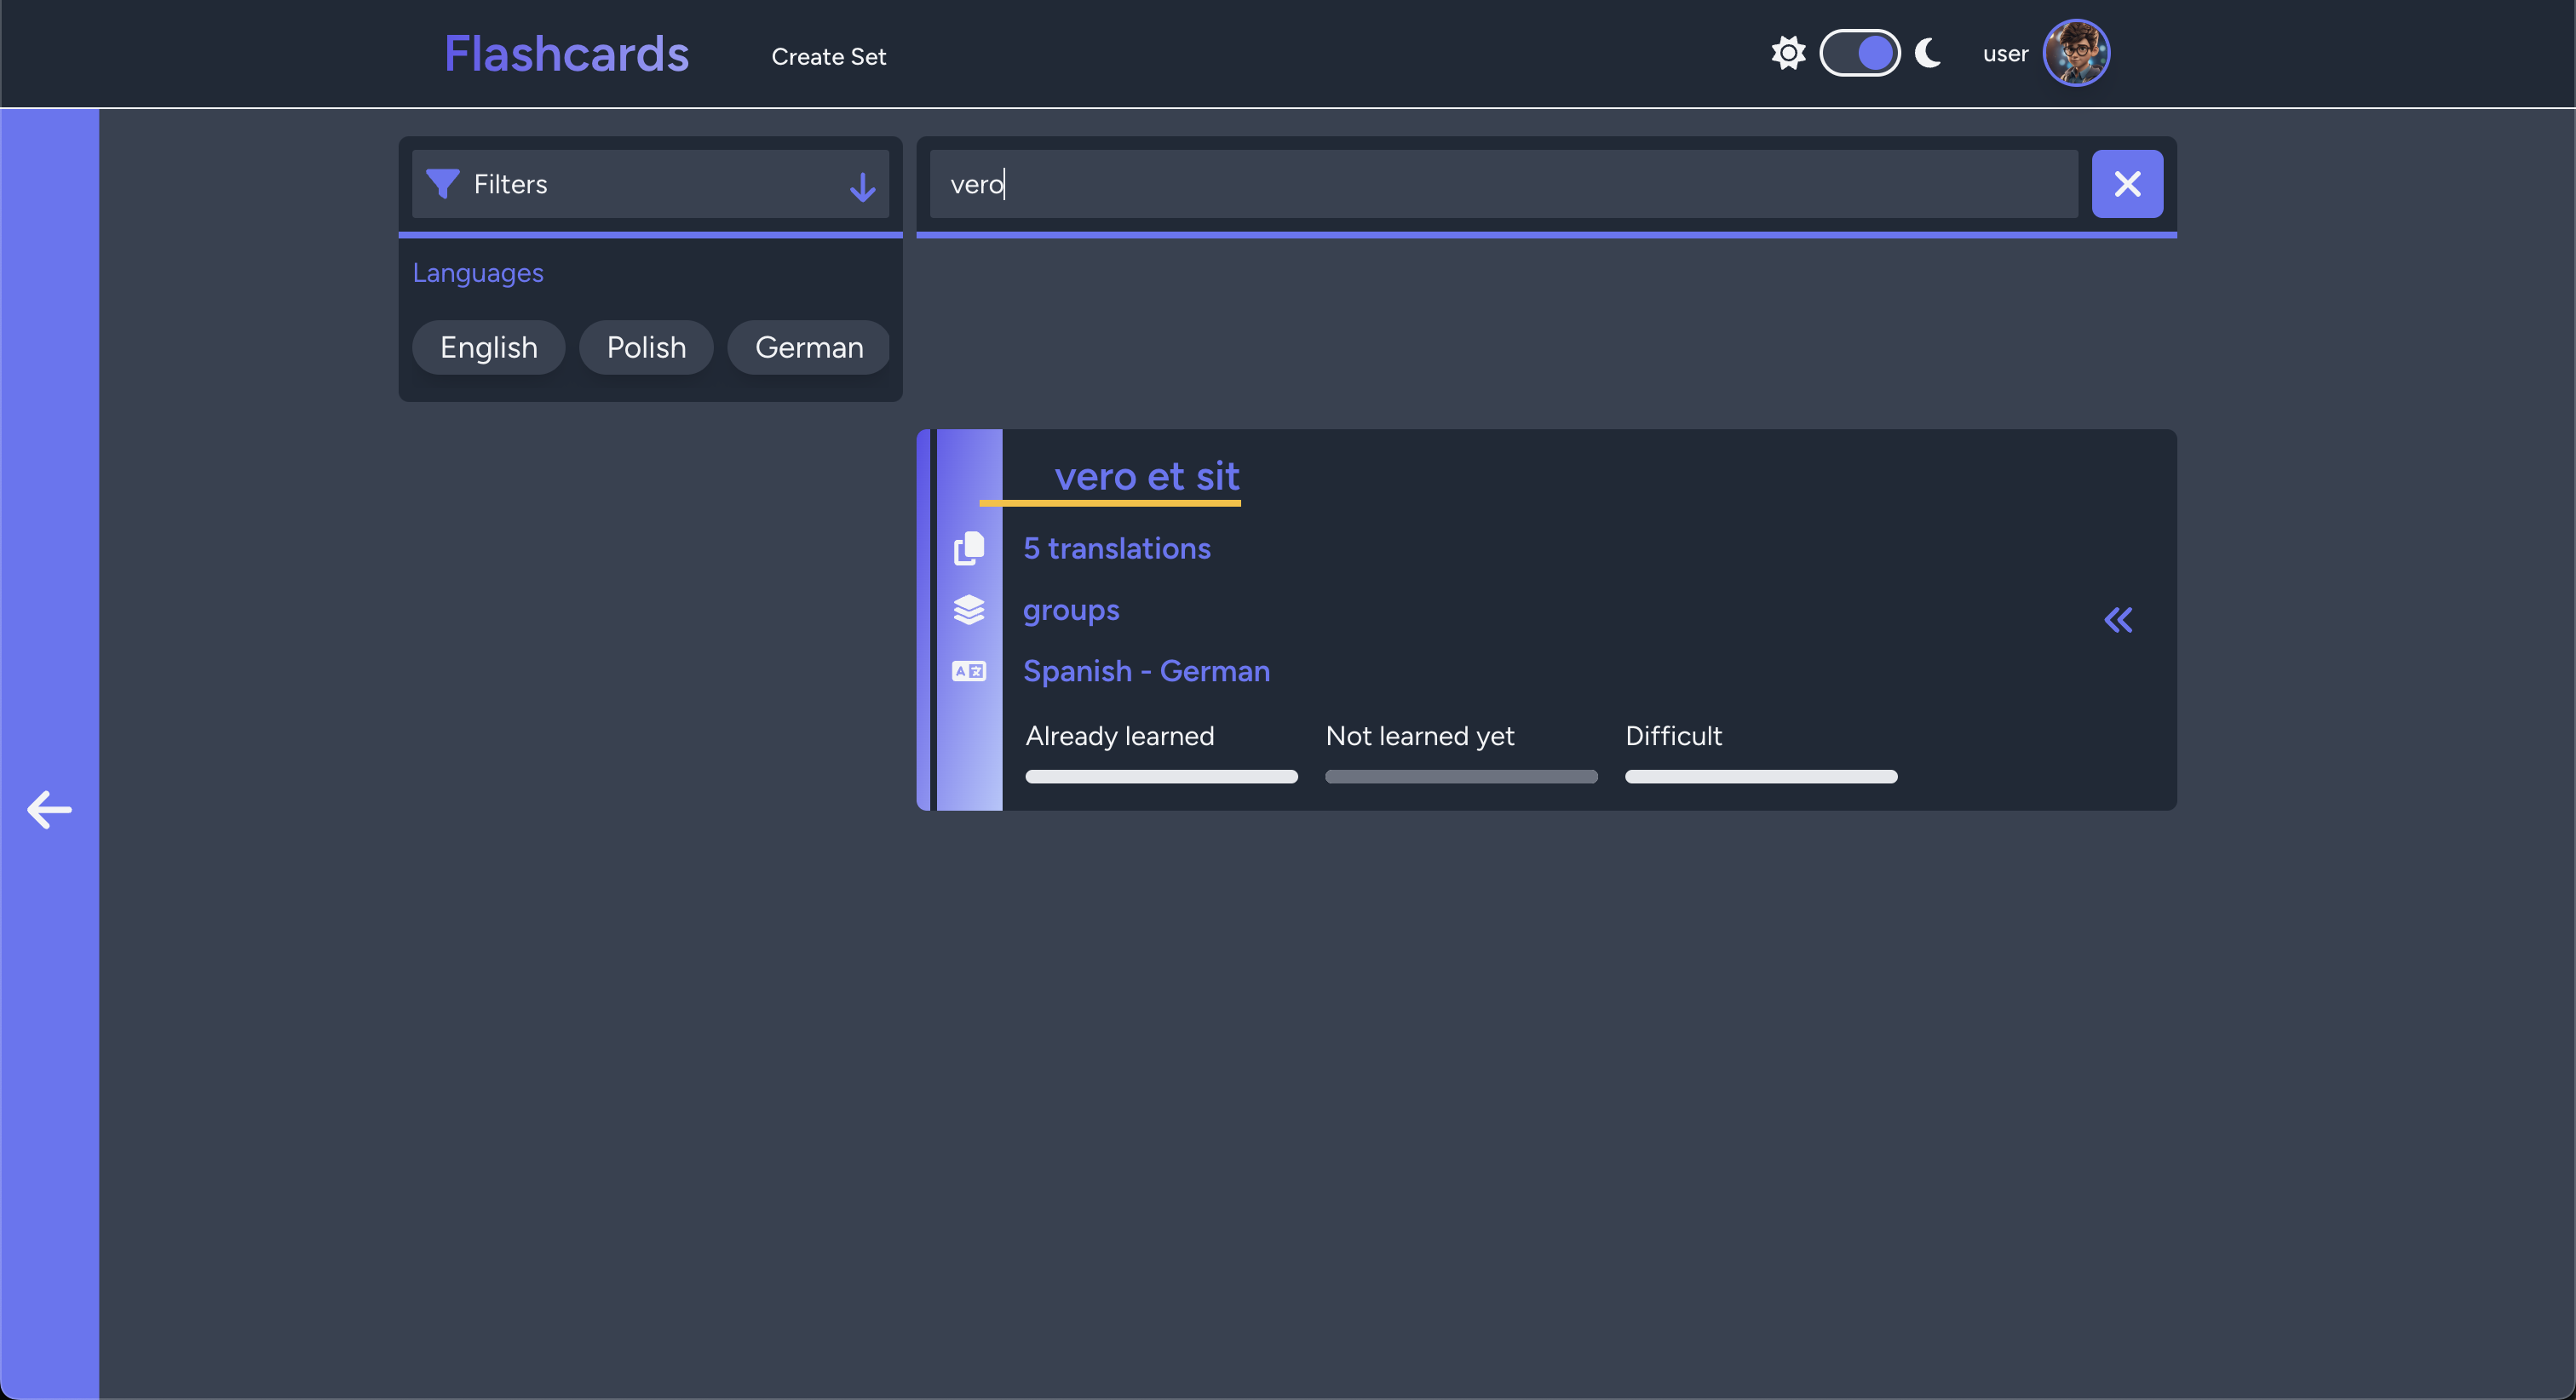 Flashcards
Create Set
user
Filters
vero
Languages
English
Polish
German
vero et sit
5 translations
groups
Spanish - German
Already learned
Not learned yet
Difficult